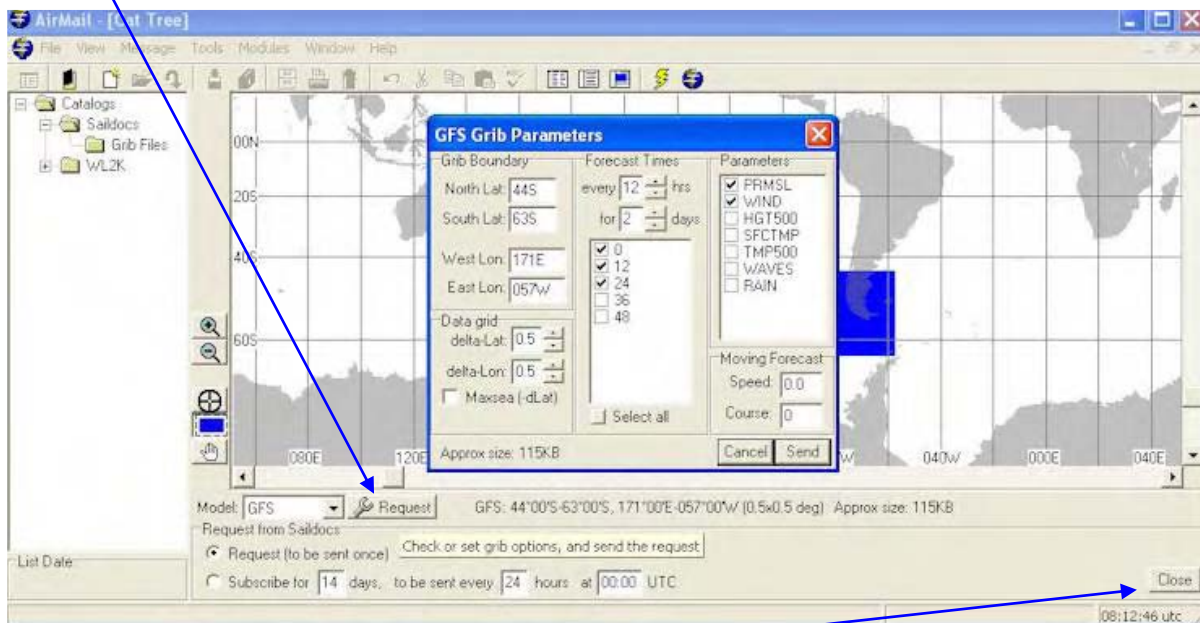 AirMail - [Cat Tree]
File View Message Tools Modules Window Help
Catalogs
Saildocs
Grib Files
WL2K
00N
20S
40S
60S
080E
120E
W
040W
000E
040E
GFS Grib Parameters
Grib Boundary
North Lat: 44S
South Lat: 63S
West Lon: 171E
East Lon: 057W
Data grid
delta-Lat: 0.5
delta-Lon: 0.5
Maxsea (-dLat)
Approx size: 115KB
Forecast Times
every 12 hrs
for 2 days
0
12
24
36
48
Select all
Parameters
PRMSL
WIND
HGT500
SFCTMP
TMP500
WAVES
RAIN
Moving Forecast
Speed: 0.0
Course: 0
Cancel Send
Model: GFS Request GFS: 44°00'S-63°00'S, 171°00'E-057°00'W (0.5x0.5 deg) Approx size: 115KB
Request from Saildocs
Request (to be sent once)
Check or set grib options, and send the request
Subscribe for 14 days, to be sent every 24 hours at 00:00 UTC
List Date
Close
08:12:46 utc